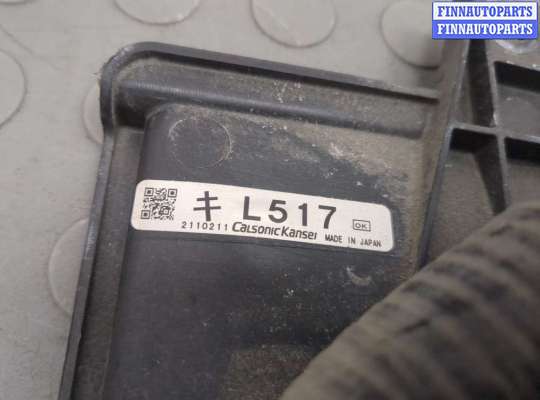 FINNAUTOPARTS
FINNAUTOPARTS
キ L517 OK
2110211 CalsonicKansei MADE IN JAPAN